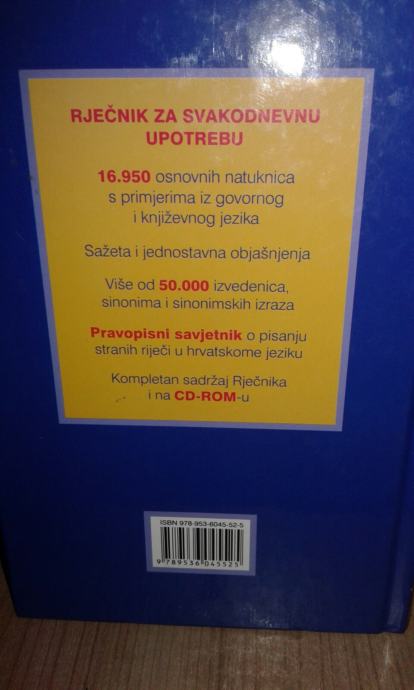 RJEČNIK ZA SVAKODNEVNU
UPOTREBU
16.950 osnovnih natuknica
s primjerima iz govornog
i književnog jezika
Sažeta i jednostavna objašnjenja
Više od 50.000 izvedenica,
sinonima i sinonimskih izraza
Pravopisni savjetnik o pisanju
stranih riječi u hrvatskome jeziku
Kompletan sadržaj Rječnika
i na CD-ROM-u
ISBN 978-953-6045-52-5
9 789536 045525